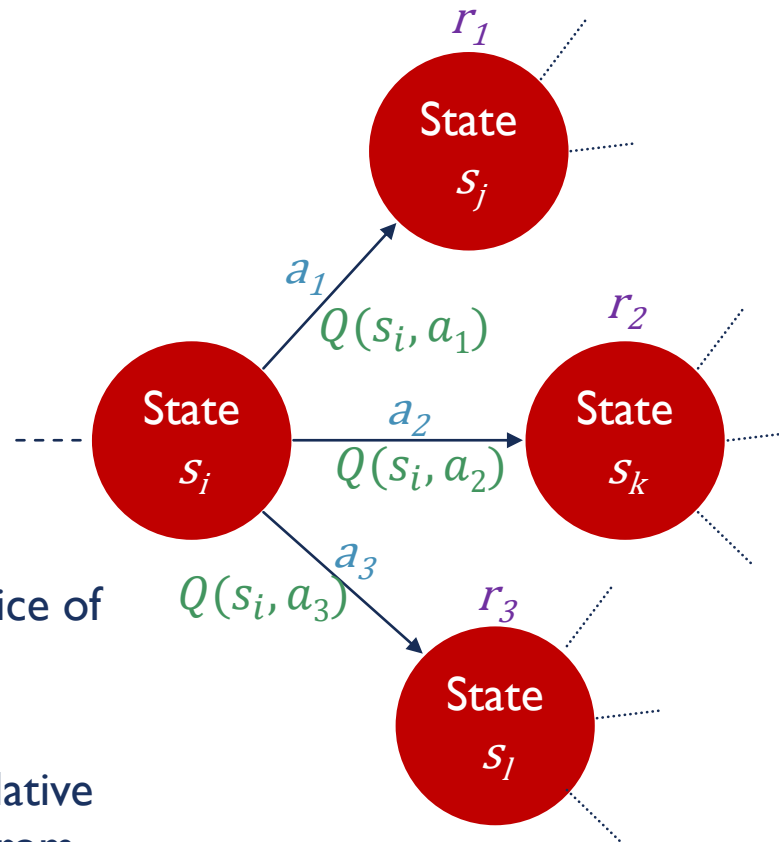 r₁
State
sⱼ
a₁
Q(sᵢ, a₁)
r₂
State
sᵢ
a₂
Q(sᵢ, a₂)
State
sₖ
a₃
Q(sᵢ, a₃)
ice of
r₃
State
sₗ
lative